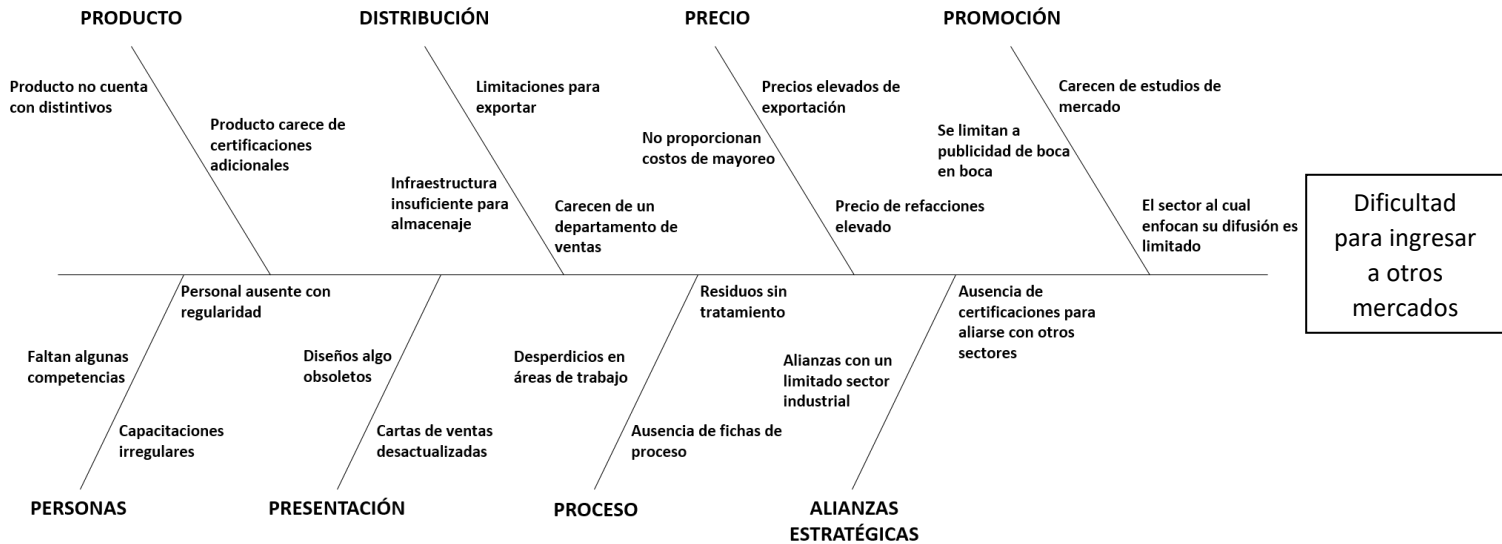 PRODUCTO
DISTRIBUCIÓN
PRECIO
PROMOCIÓN
Producto no cuenta
con distintivos
Producto carece de
certificaciones
adicionales
Limitaciones para
exportar
Infraestructura
insuficiente para
almacenaje
Carecen de un
departamento de
ventas
Precios elevados de
exportación
No proporcionan
costos de mayoreo
Precio de refacciones
elevado
Carecen de estudios de
mercado
Se limitan a
publicidad de boca
en boca
El sector al cual
enfocan su difusión es
limitado
Dificultad
para ingresar
a otros
mercados
Personal ausente con
regularidad
Faltan algunas
competencias
Capacitaciones
irregulares
Diseños algo
obsoletos
Cartas de ventas
desactualizadas
Residuos sin
tratamiento
Desperdicios en
áreas de trabajo
Ausencia de fichas de
proceso
Ausencia de
certificaciones para
aliarse con otros
sectores
Alianzas con un
limitado sector
industrial
PERSONAS
PRESENTACIÓN
PROCESO
ALIANZAS
ESTRATÉGICAS